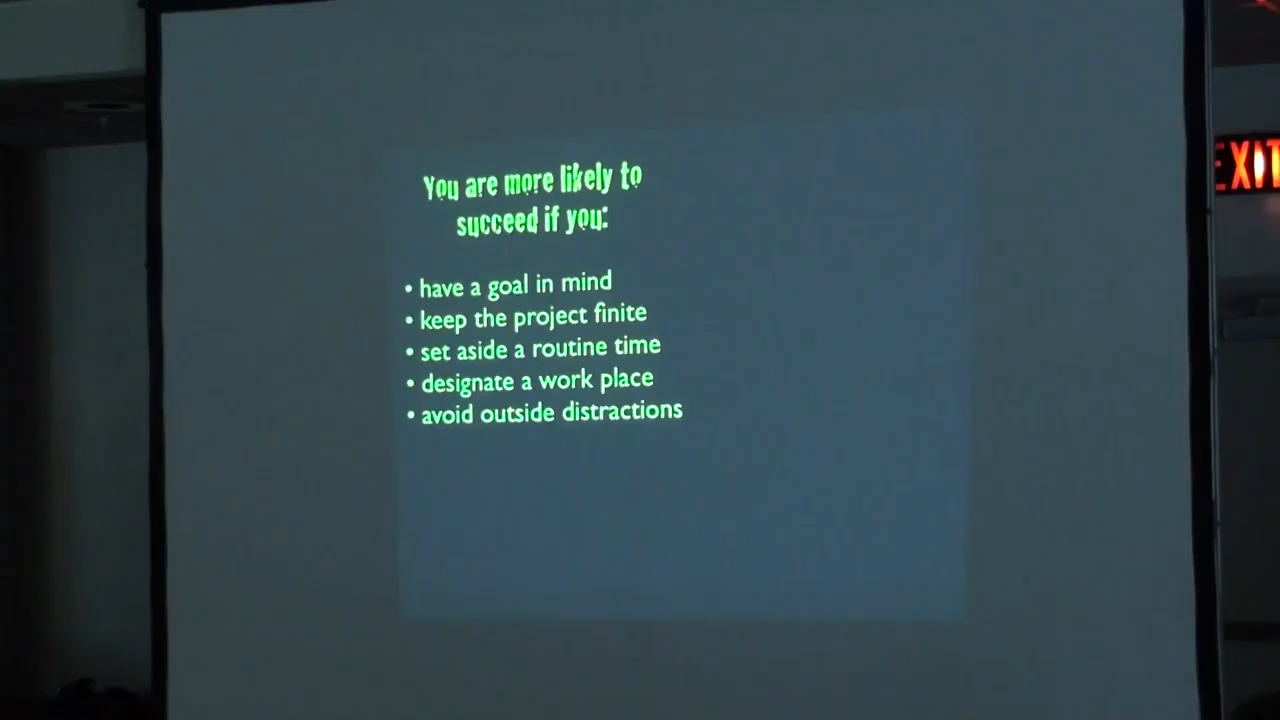 You are more likely to
succeed if you:
• have a goal in mind
• keep the project finite
• set aside a routine time
• designate a work place
• avoid outside distractions
EXIT